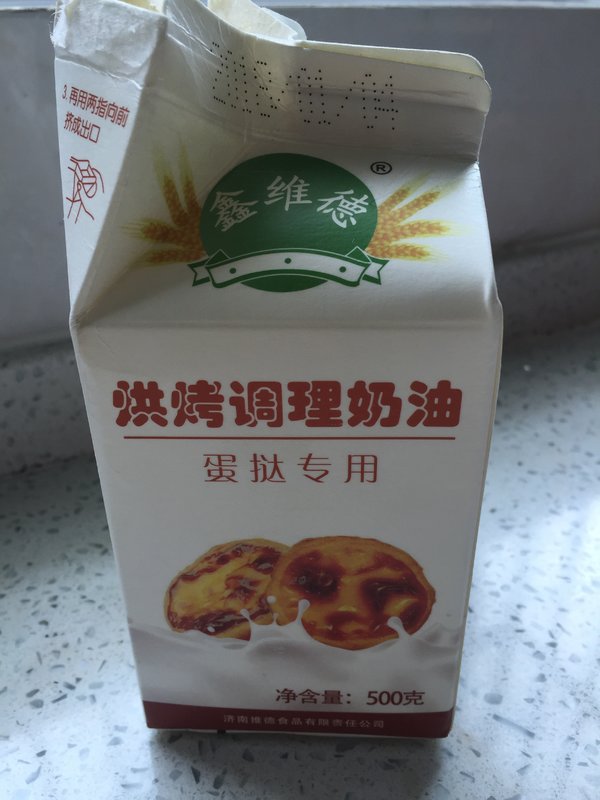 3.再用两指向前
挤成出口
鑫维德
®
烘烤调理奶油
蛋挞专用
净含量：500克
济南维德食品有限责任公司